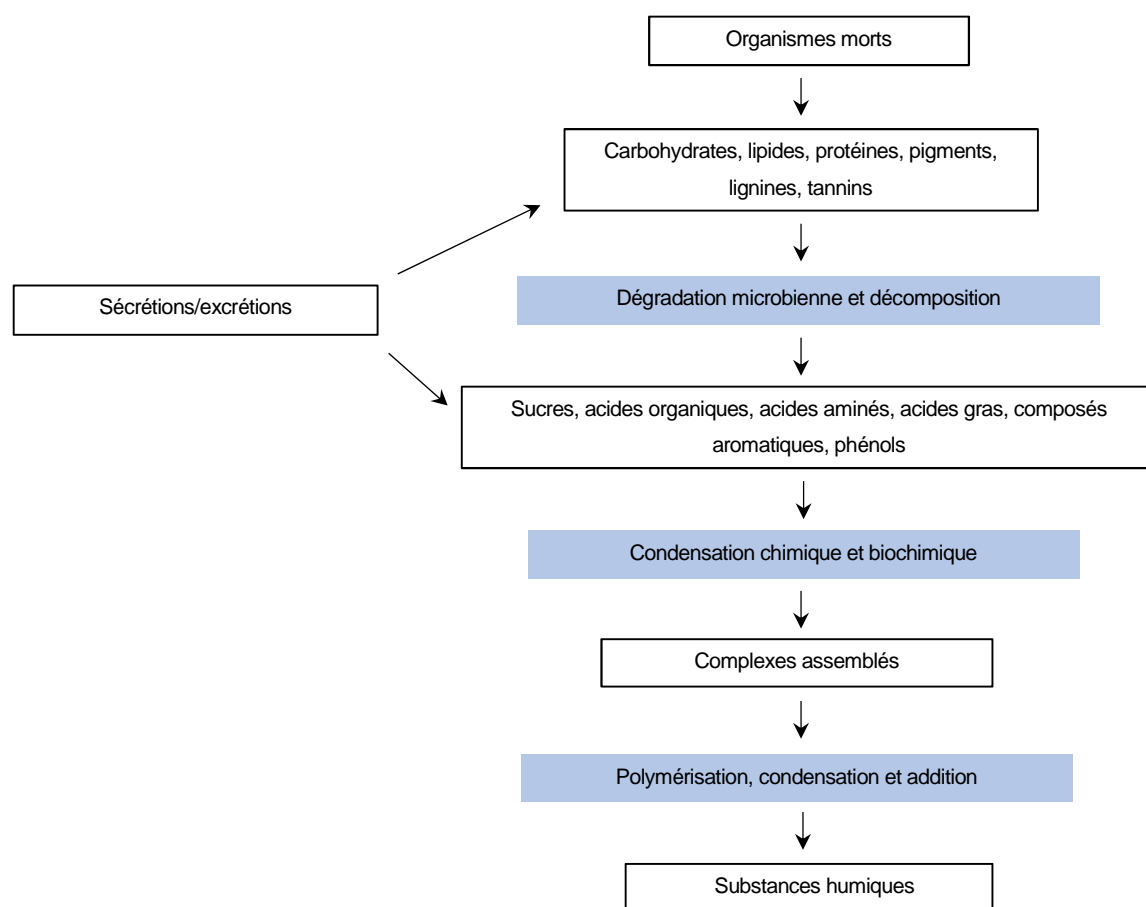 Organismes morts
Carbohydrates, lipides, protéines, pigments,
lignines, tannins
Sécrétions/excrétions
Dégradation microbienne et décomposition
Sucres, acides organiques, acides aminés, acides gras, composés
aromatiques, phénols
Condensation chimique et biochimique
Complexes assemblés
Polymérisation, condensation et addition
Substances humiques